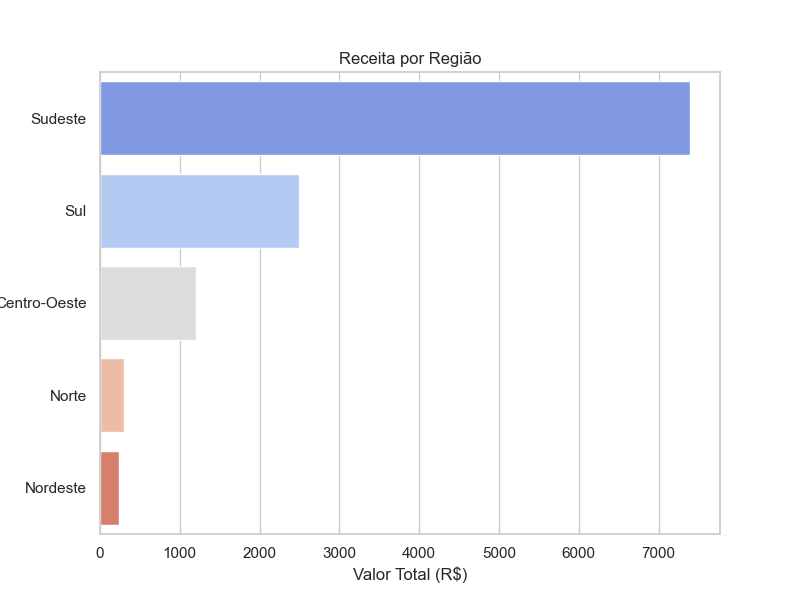 Receita por Região
Sudeste
Sul
Centro-Oeste
Norte
Nordeste
0 1000 2000 3000 4000 5000 6000 7000
Valor Total (R$)